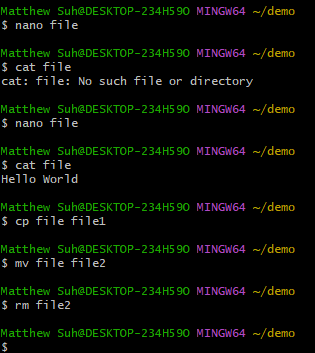 Matthew Suh@DESKTOP-234H59O MINGW64 ~/demo
$ nano file
Matthew Suh@DESKTOP-234H59O MINGW64 ~/demo
$ cat file
cat: file: No such file or directory
Matthew Suh@DESKTOP-234H59O MINGW64 ~/demo
$ nano file
Matthew Suh@DESKTOP-234H59O MINGW64 ~/demo
$ cat file
Hello World
Matthew Suh@DESKTOP-234H59O MINGW64 ~/demo
$ cp file file1
Matthew Suh@DESKTOP-234H59O MINGW64 ~/demo
$ mv file file2
Matthew Suh@DESKTOP-234H59O MINGW64 ~/demo
$ rm file2
Matthew Suh@DESKTOP-234H59O MINGW64 ~/demo
$